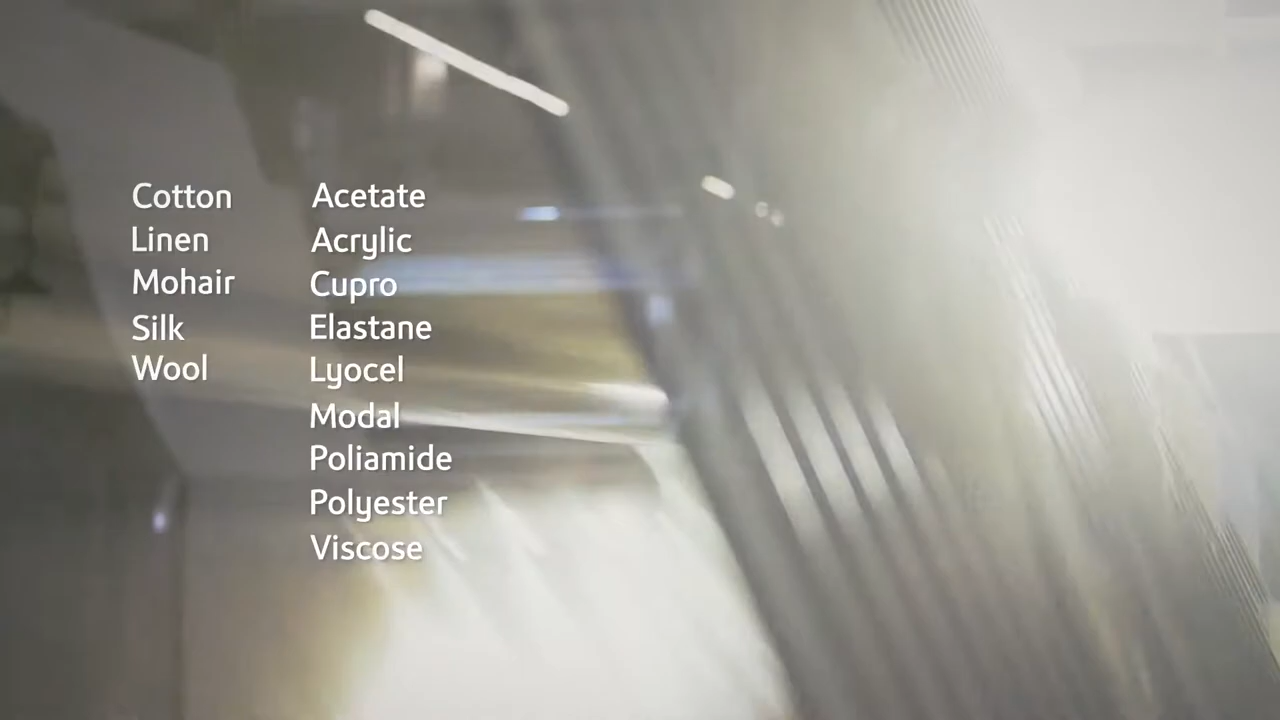 Cotton
Linen
Mohair
Silk
Wool
Acetate
Acrylic
Cupro
Elastane
Lyocel
Modal
Poliamide
Polyester
Viscose